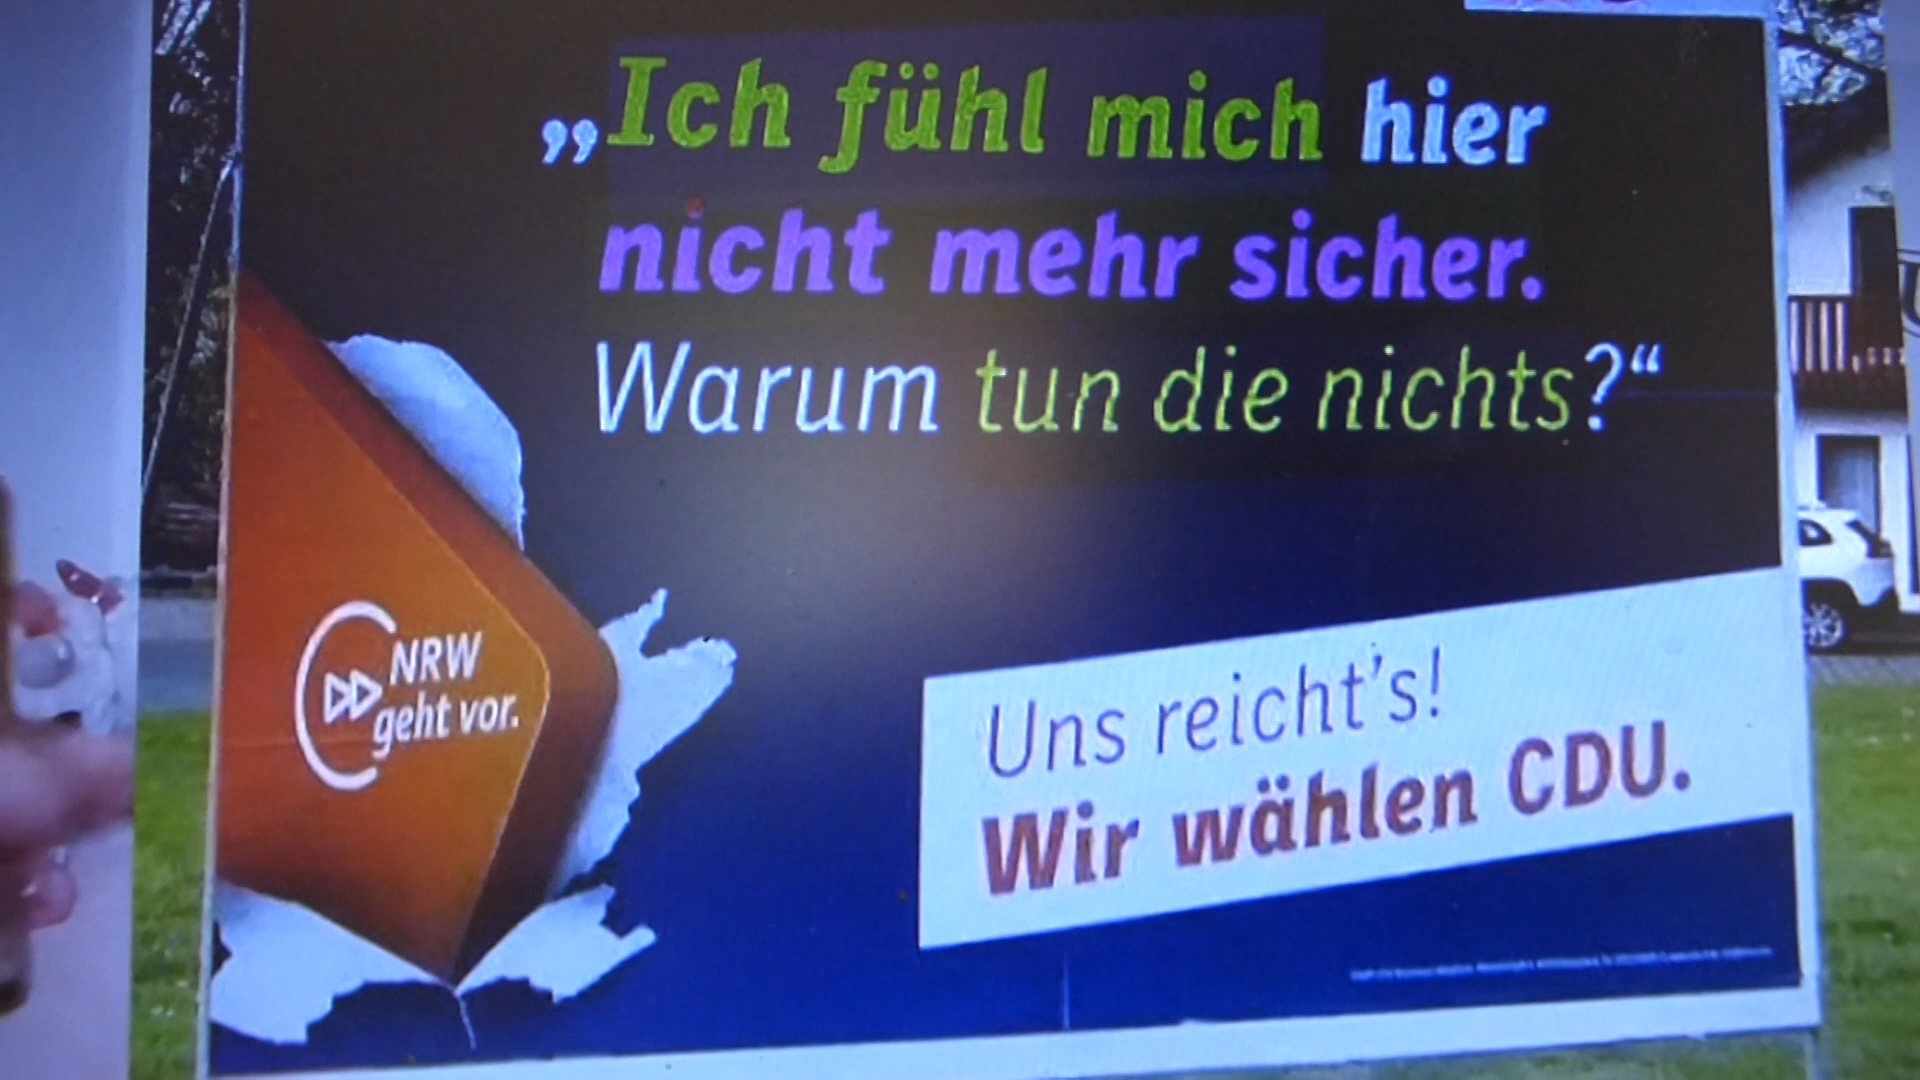 „Ich fühl mich hier
nicht mehr sicher.
Warum tun die nichts?“
NRW
geht vor.
Uns reicht's!
Wir wählen CDU.